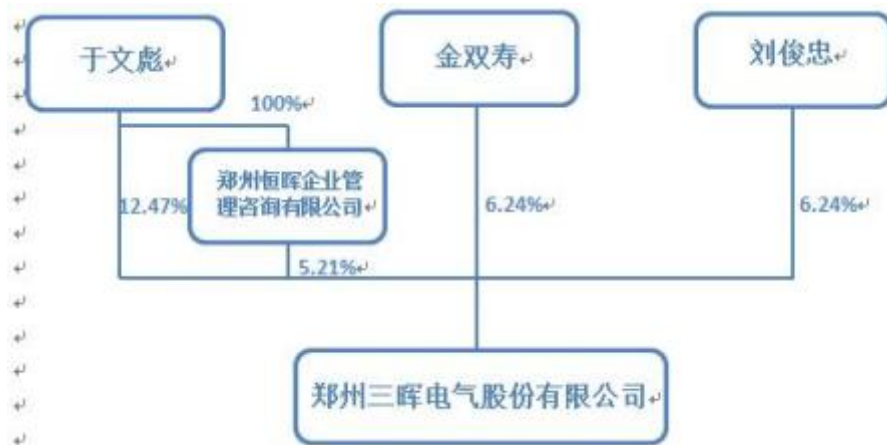 于文彪
金双寿
刘俊忠
100%
郑州恒晖企业管
理咨询有限公司
12.47%
6.24%
6.24%
5.21%
郑州三晖电气股份有限公司